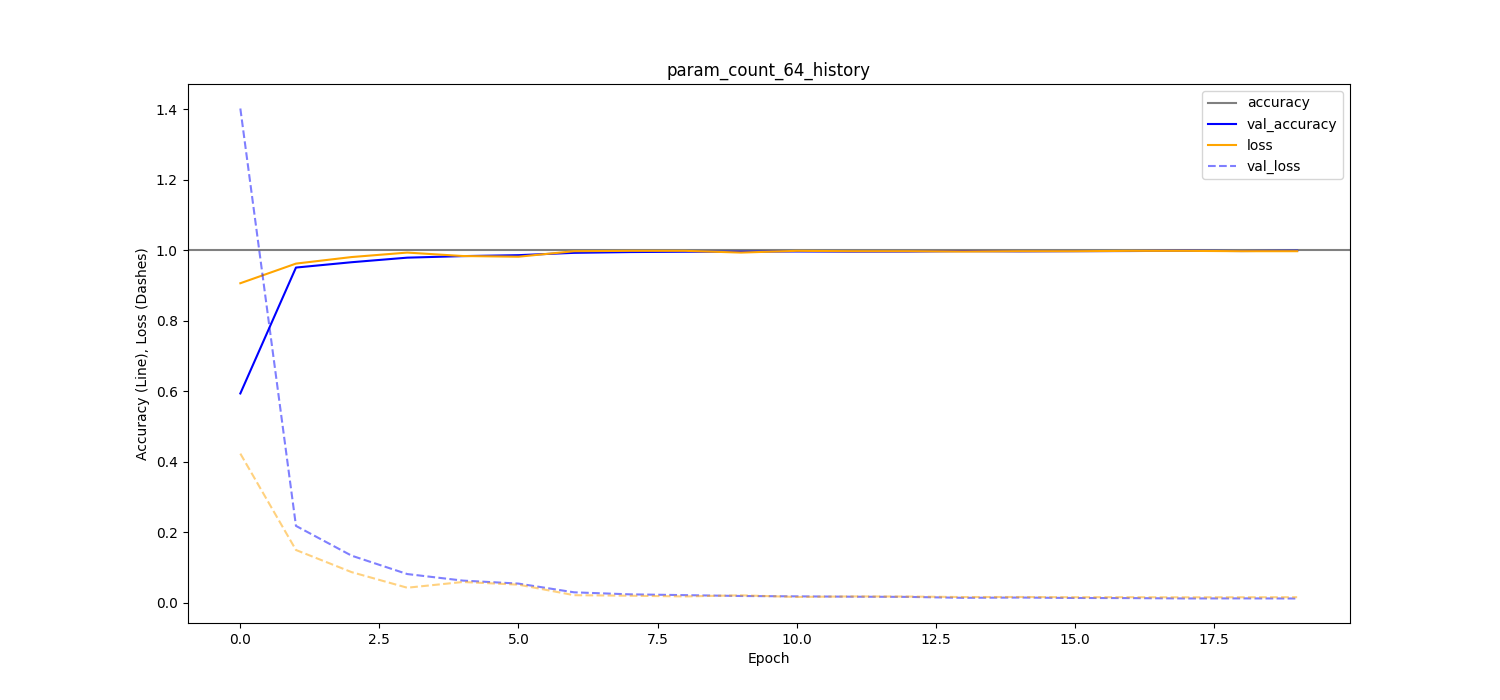 param_count_64_history
accuracy
val_accuracy
loss
val_loss
1.4
1.2
1.0
0.8
0.6
0.4
0.2
0.0
Accuracy (Line), Loss (Dashes)
0.0 2.5 5.0 7.5 10.0 12.5 15.0 17.5
Epoch